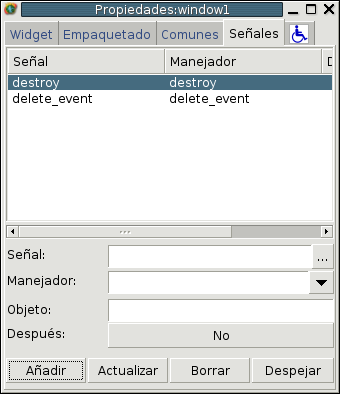 Propiedades:window1
Widget Empaquetado Comunes Señales
Señal Manejador D
destroy destroy
delete_event delete_event
Señal: ...
Manejador:
Objeto:
Después: No
Añadir Actualizar Borrar Despejar